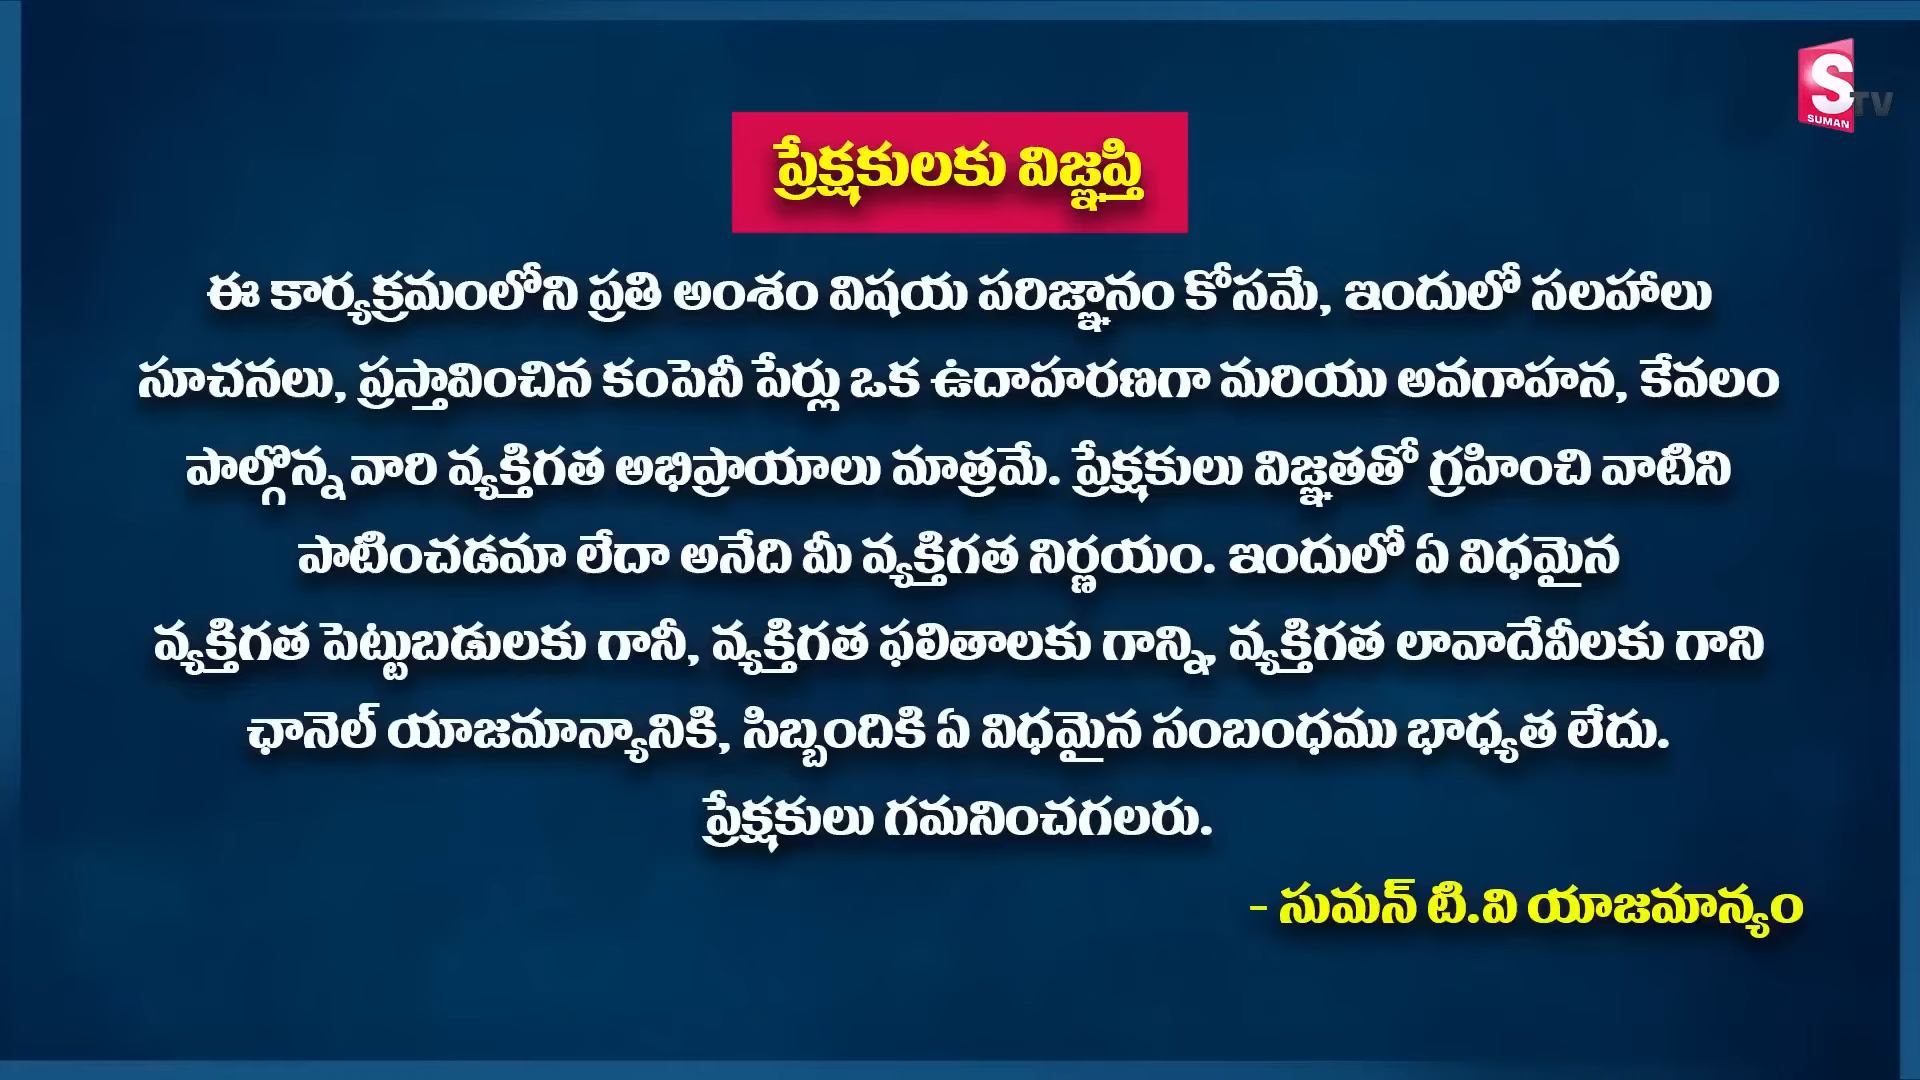 S
TV
SUMAN
ప్రేక్షకులకు విజ్ఞప్తి
ఈ కార్యక్రమంలోని ప్రతి అంశం విషయ పరిజ్ఞానం కోసమే, ఇందులో సలహాలు
సూచనలు, ప్రస్తావించిన కంపెనీ పేర్లు ఒక ఉదాహరణగా మరియు అవగాహన, కేవలం
పాల్గొన్న వారి వ్యక్తిగత అభిప్రాయాలు మాత్రమే. ప్రేక్షకులు విజ్ఞతతో గ్రహించి వాటిని
పాటించడమా లేదా అనేది మీ వ్యక్తిగత నిర్ణయం. ఇందులో ఏ విధమైన
వ్యక్తిగత పెట్టుబడులకు గానీ, వ్యక్తిగత ఫలితాలకు గాన్ని, వ్యక్తిగత లావాదేవీలకు గాని
ఛానెల్ యాజమాన్యానికి, సిబ్బందికి ఏ విధమైన సంబంధము భాధ్యత లేదు.
ప్రేక్షకులు గమనించగలరు.
- సుమన్ టి.వి యాజమాన్యం